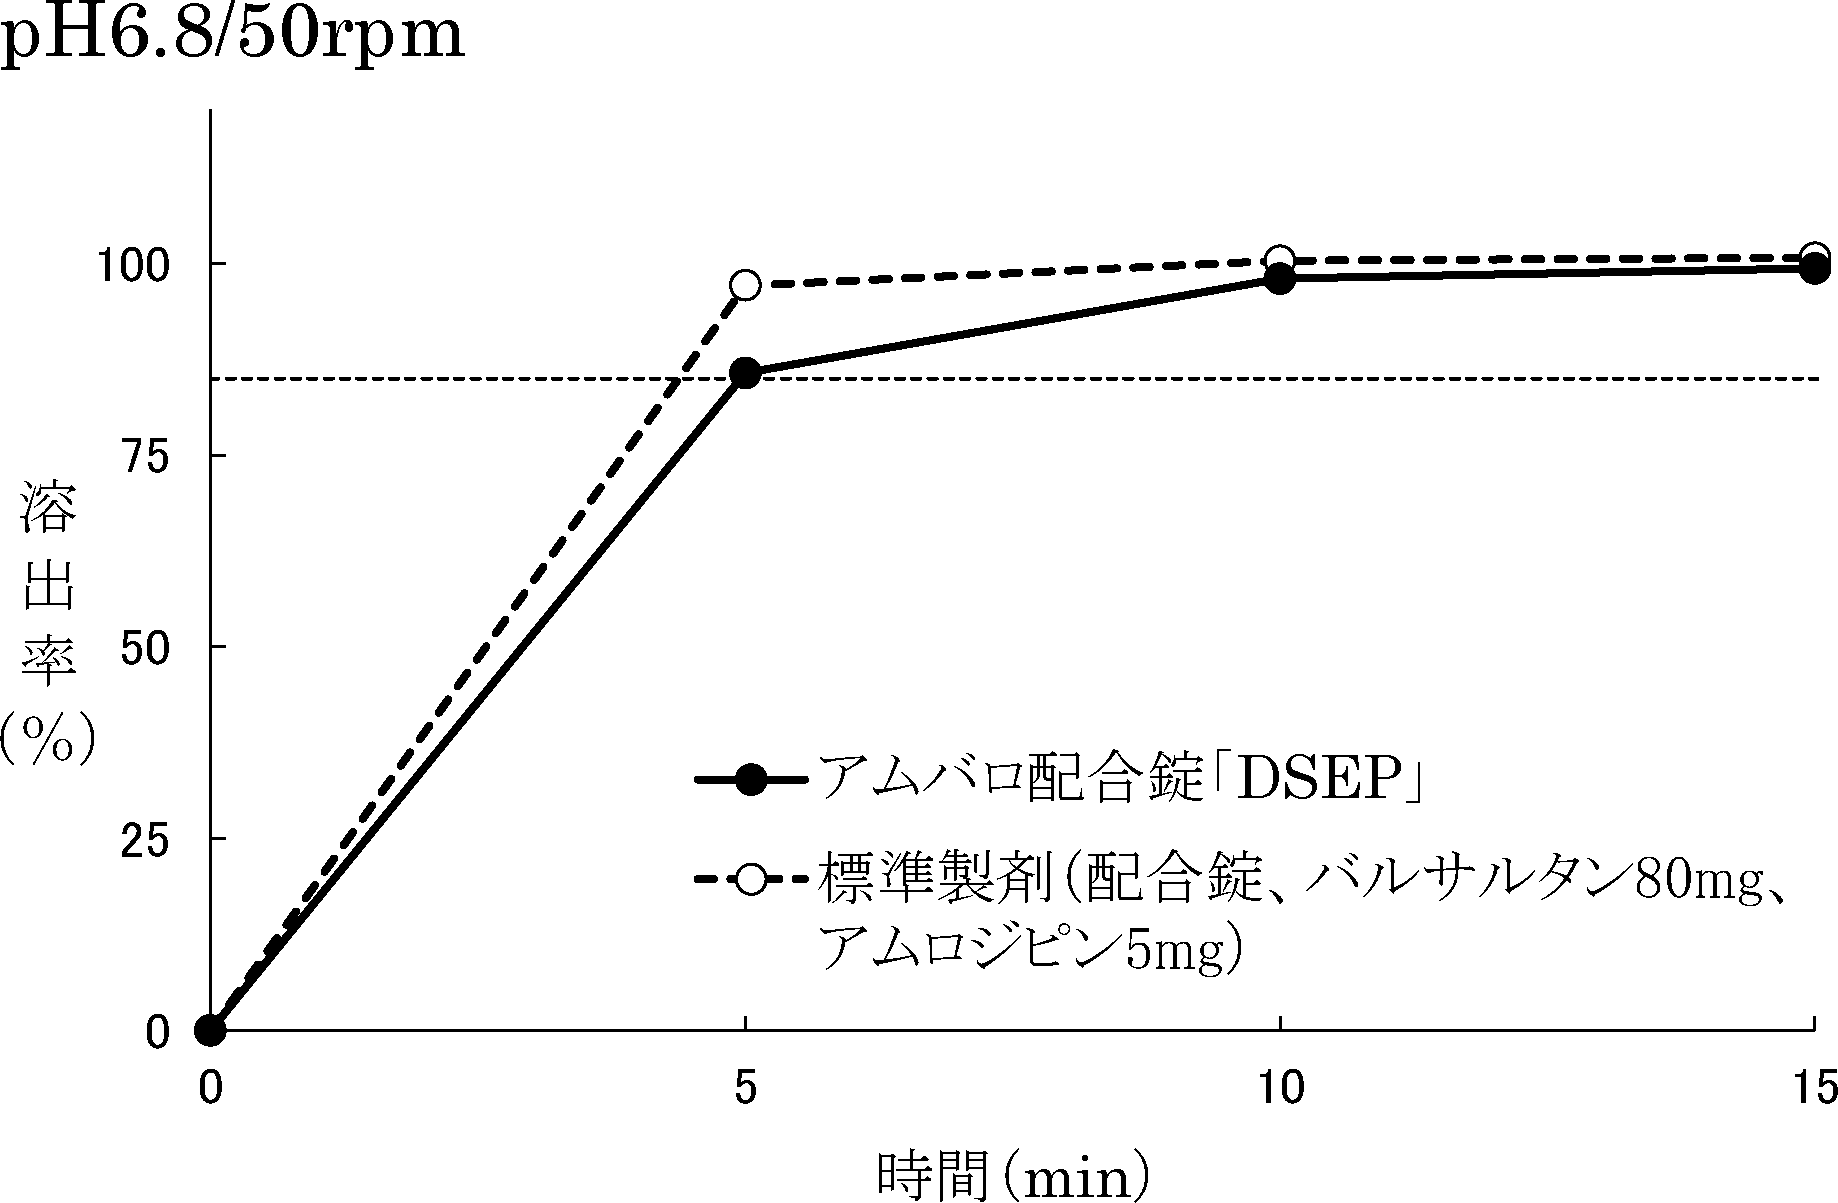 pH6.8/50rpm
100
75
50
25
0
溶出率(%)
アムバロ配合錠「DSEP」
標準製剤(配合錠、バルサルタン80mg、
アムロジピン5mg)
0 5 10 15
時間(min)